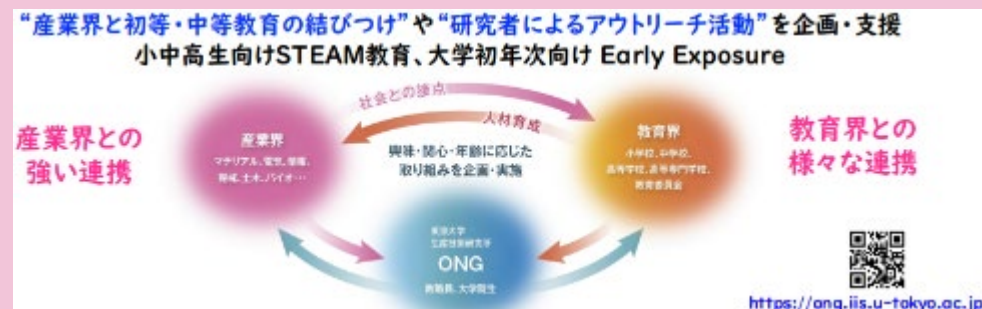 “産業界と初等・中等教育の結びつけ”や“研究者によるアウトリーチ活動”を企画・支援
小中高生向けSTEAM教育、大学初年次向け Early Exposure
産業界との
強い連携
社会との接点
人材育成
興味・関心・年齢に応じた
取り組みを企画・実施
産業界
マテリアル、電気、情報、
機械、土木、バイオ…
教育界
小学校、中学校、
高等学校、高等専門学校、
教育委員会
教育界との
様々な連携
東京大学
生産技術研究所
ONG
教職員、大学院生
https://ong.iis.u-tokyo.ac.jp